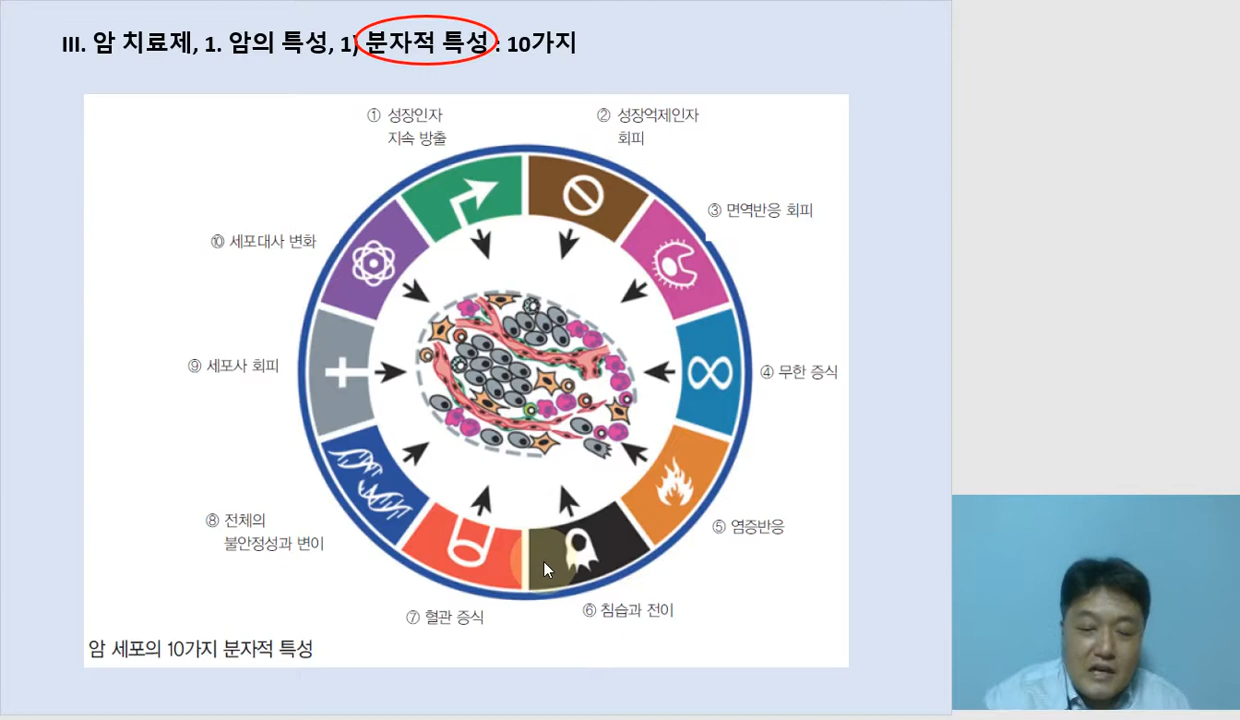 III. 암 치료제, 1. 암의 특성, 1) 분자적 특성 : 10가지
① 성장인자
지속 방출
② 성장억제인자
회피
③ 면역반응 회피
④ 무한 증식
⑤ 염증반응
⑥ 침습과 전이
⑦ 혈관 증식
⑧ 전체의
불안정성과 변이
⑨ 세포사 회피
⑩ 세포대사 변화
암 세포의 10가지 분자적 특성